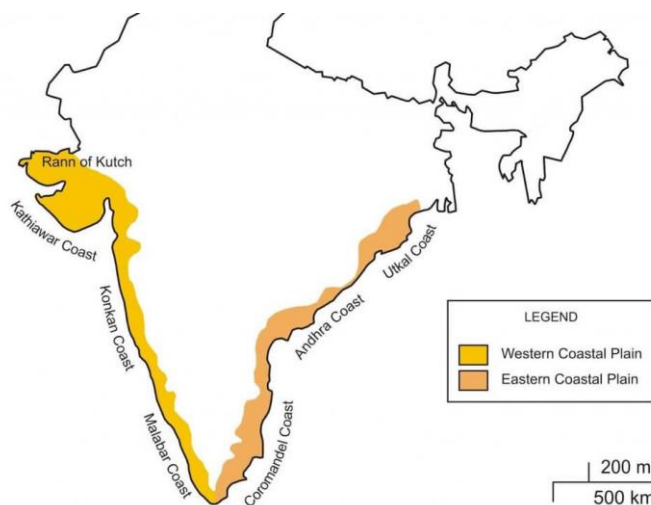 Rann of Kutch
Kathiawar Coast
Konkan Coast
Malabar Coast
Coromandel Coast
Andhra Coast
Utkal Coast
LEGEND
Western Coastal Plain
Eastern Coastal Plain
200 m
500 km